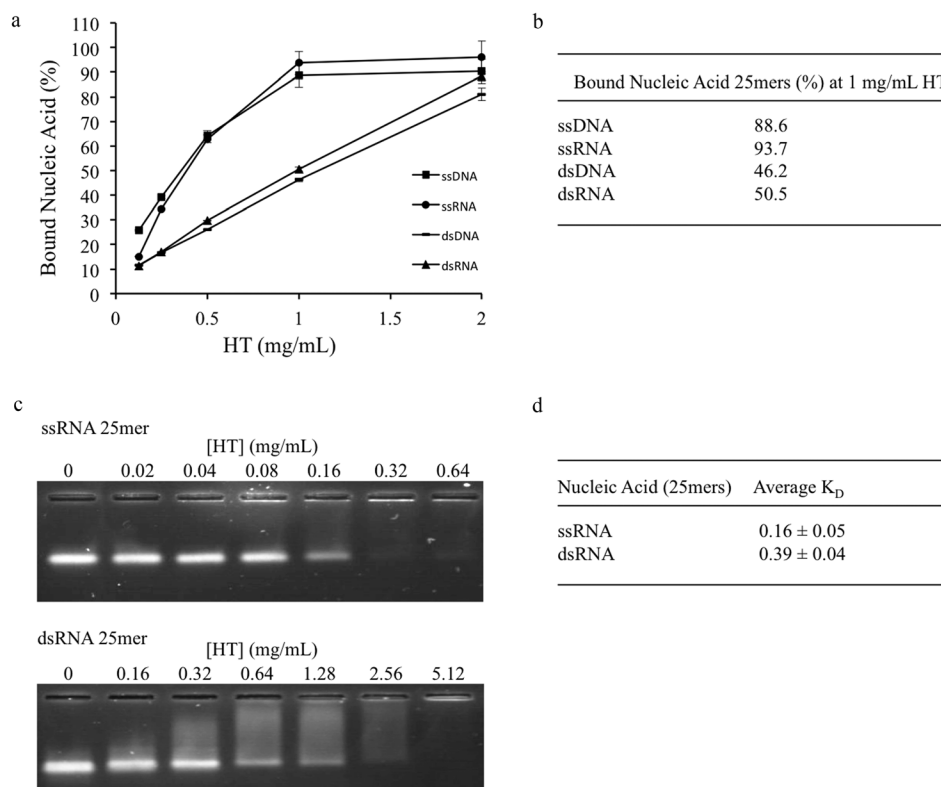 a
110
100
90
80
70
60
50
40
30
20
10
0
Bound Nucleic Acid (%)
0 0.5 1 1.5 2
HT (mg/mL)
ssDNA
ssRNA
dsDNA
dsRNA
b
Bound Nucleic Acid 25mers (%) at 1 mg/mL HT
ssDNA 88.6
ssRNA 93.7
dsDNA 46.2
dsRNA 50.5
c
ssRNA 25mer
[HT] (mg/mL)
0 0.02 0.04 0.08 0.16 0.32 0.64
dsRNA 25mer
[HT] (mg/mL)
0 0.16 0.32 0.64 1.28 2.56 5.12
d
Nucleic Acid (25mers) Average K_D
ssRNA 0.16 ± 0.05
dsRNA 0.39 ± 0.04